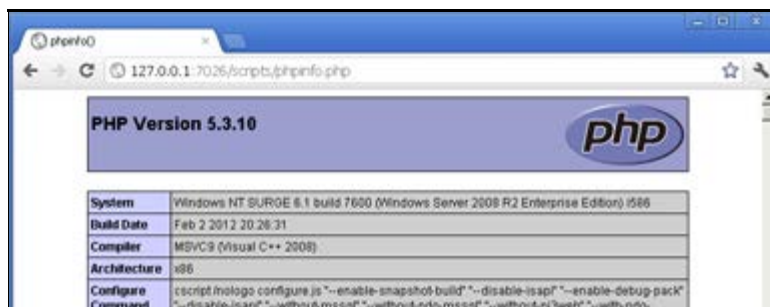 phpinfo()
127.0.0.1:7026/scripts/phpinfo.php
PHP Version 5.3.10
php
System Windows NT SURGE 6.1 build 7600 (Windows Server 2008 R2 Enterprise Edition) i586
Build Date Feb 2 2012 20:26:31
Compiler MSVC9 (Visual C++ 2008)
Architecture x86
Configure cscript /nologo configure.js "--enable-snapshot-build" "--disable-isapi" "--enable-debug-pack"
Command "--disable-isapi" "--without-mssql" "--without-pdo-mssql" "--without-pi3web" "--with-pdo-